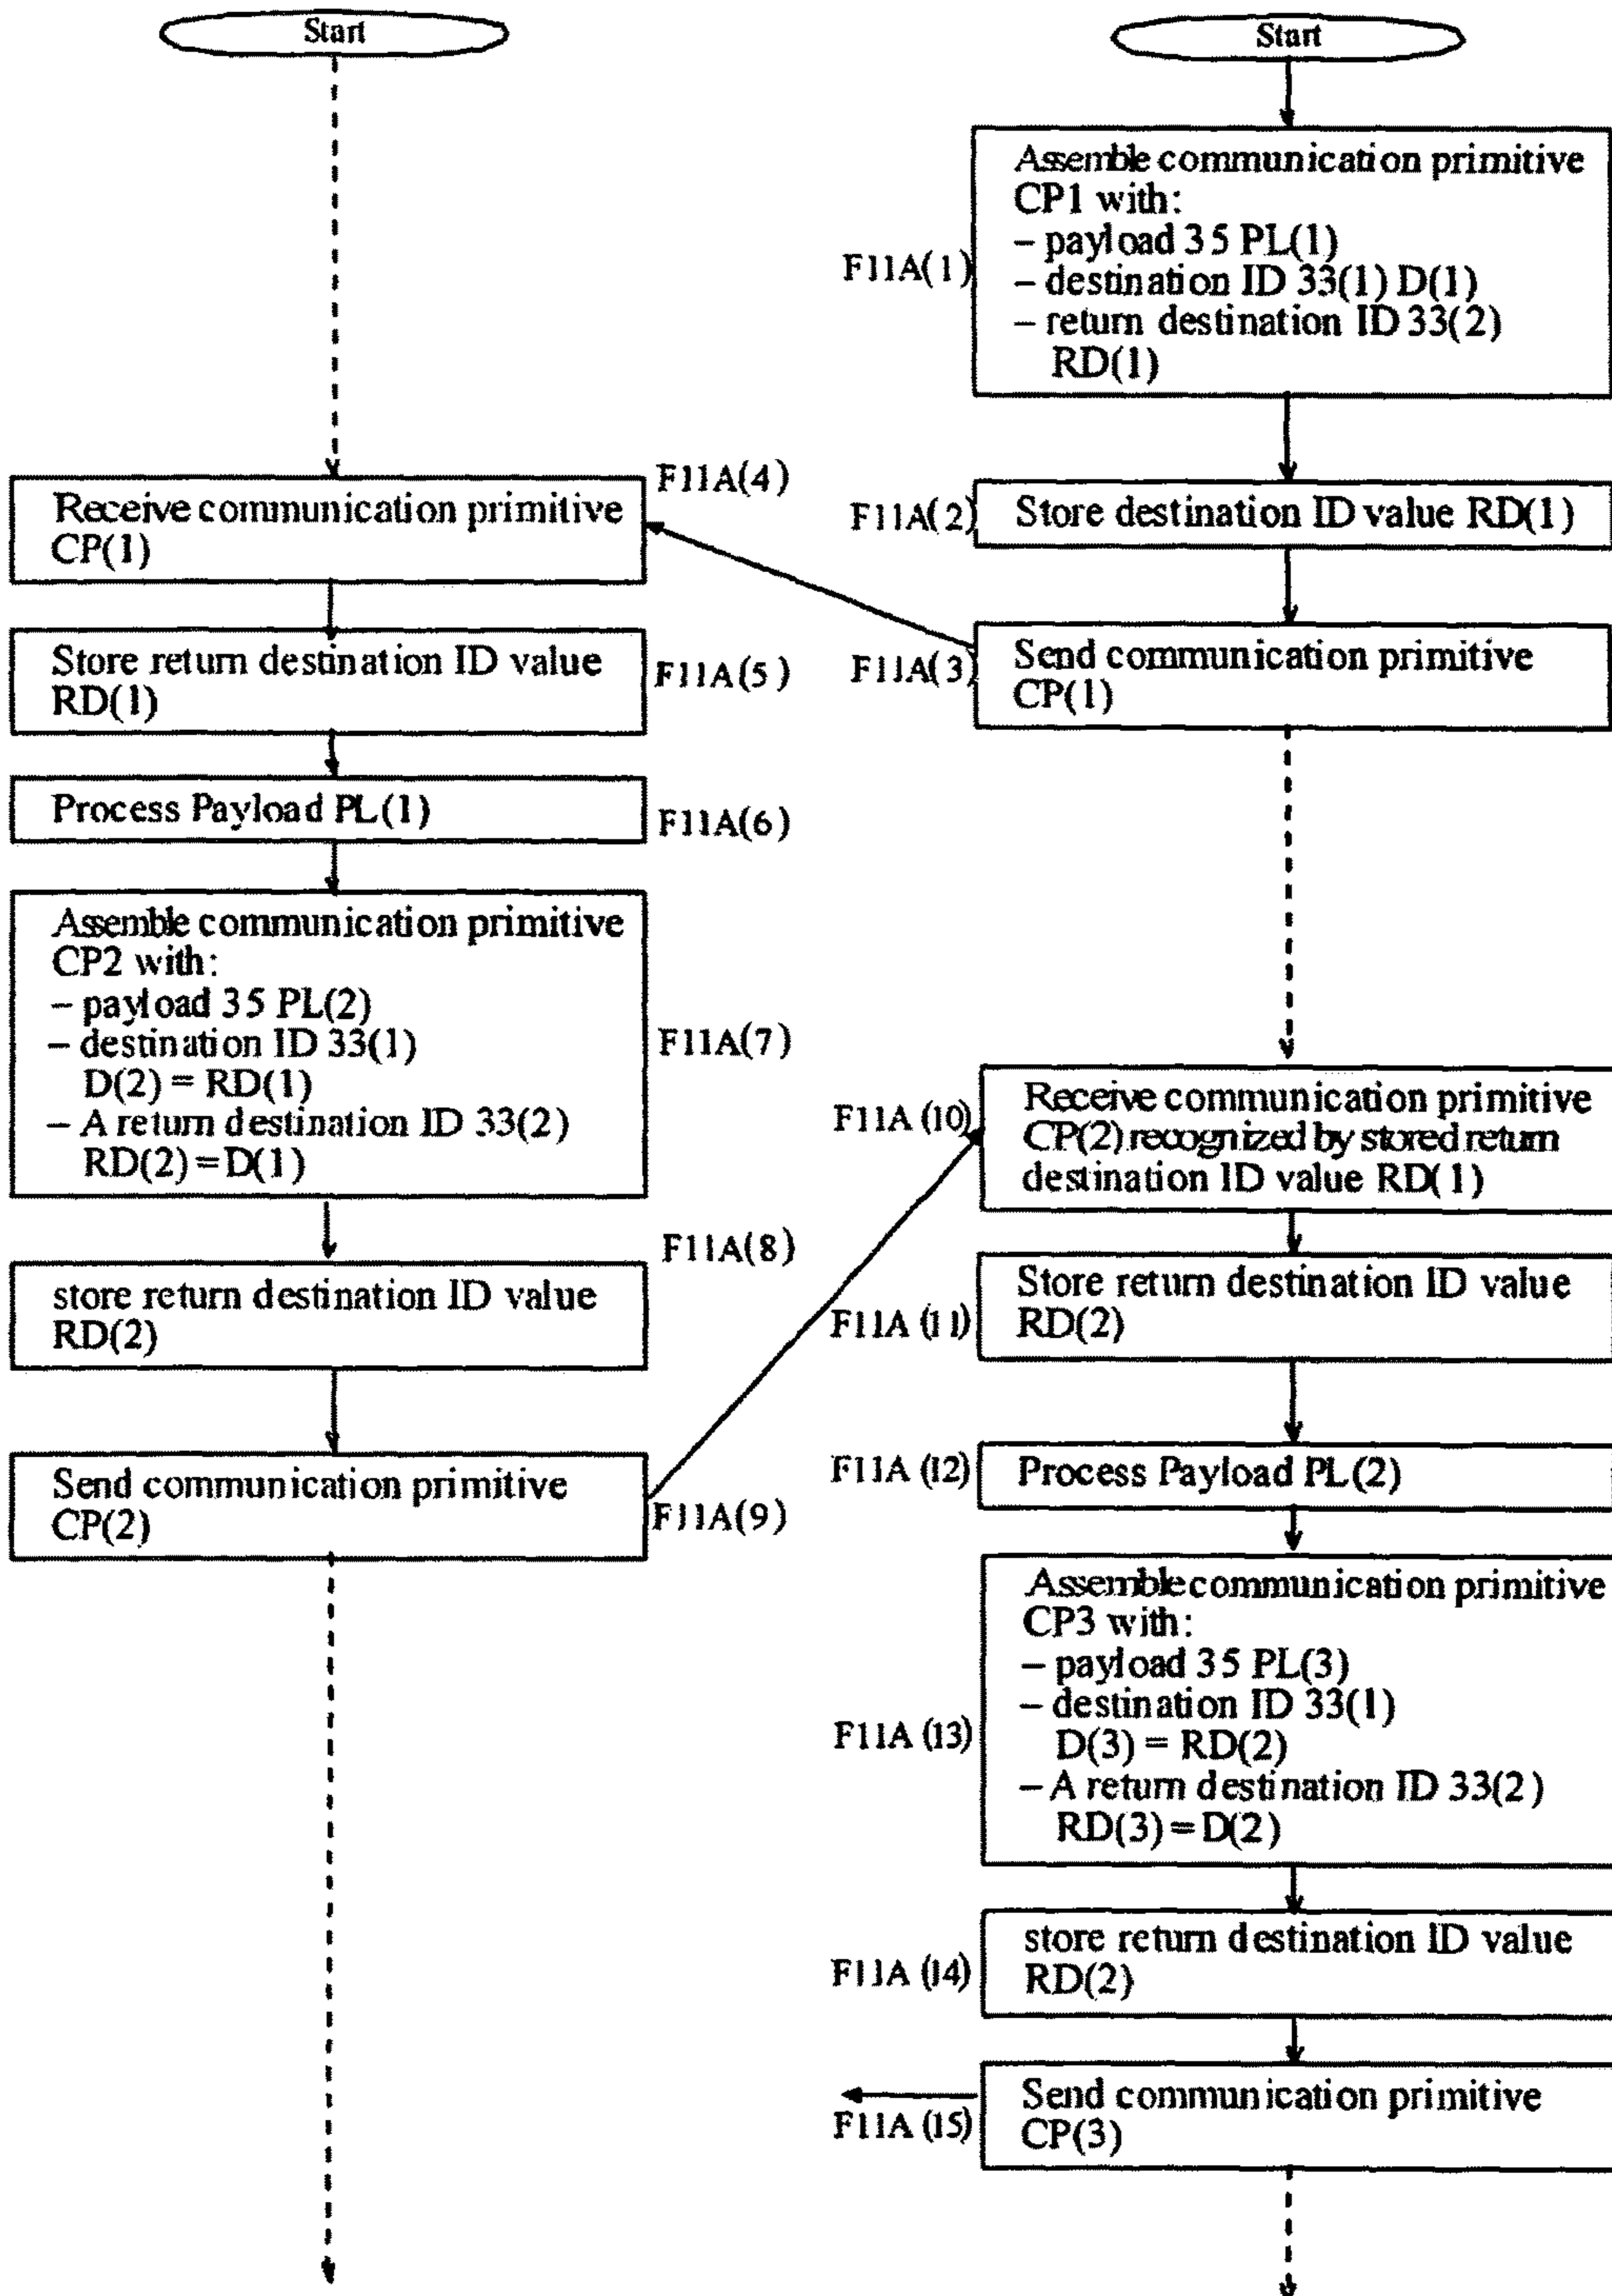 Start
Receive communication primitive
CP(1)
F11A(4)
Store return destination ID value
RD(1)
F11A(5)
Process Payload PL(1)
F11A(6)
Assemble communication primitive
CP2 with:
– payload 35 PL(2)
– destination ID 33(1)
D(2) = RD(1)
– A return destination ID 33(2)
RD(2) = D(1)
F11A(7)
F11A(8)
store return destination ID value
RD(2)
Send communication primitive
CP(2)
F11A(9)
Start
Assemble communication primitive
CP1 with:
– payload 35 PL(1)
– destination ID 33(1) D(1)
– return destination ID 33(2)
RD(1)
F11A(1)
F11A(2)
Store destination ID value RD(1)
F11A(3)
Send communication primitive
CP(1)
F11A (10)
Receive communication primitive
CP(2) recognized by stored return
destination ID value RD(1)
Store return destination ID value
RD(2)
F11A (11)
F11A (12)
Process Payload PL(2)
Assemble communication primitive
CP3 with:
– payload 35 PL(3)
– destination ID 33(1)
D(3) = RD(2)
– A return destination ID 33(2)
RD(3) = D(2)
F11A (13)
store return destination ID value
RD(2)
F11A (14)
Send communication primitive
CP(3)
F11A (15)